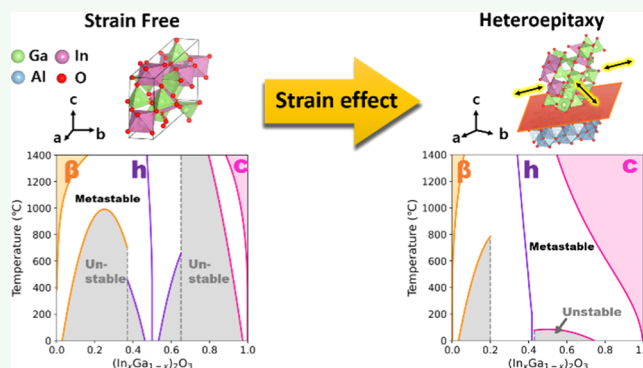 Strain Free
Heteroepitaxy
Ga In
Al O
c
a b
Strain effect
c
a b
β h c
Metastable
Un-
stable
Un-
stable
1400
1200
1000
800
600
400
200
0
Temperature (°C)
0.0 0.2 0.4 0.6 0.8 1.0
(InₓGa₁₋ₓ)₂O₃
β h c
Metastable
Unstable
1400
1200
1000
800
600
400
200
0
Temperature (°C)
0.0 0.2 0.4 0.6 0.8 1.0
(InₓGa₁₋ₓ)₂O₃